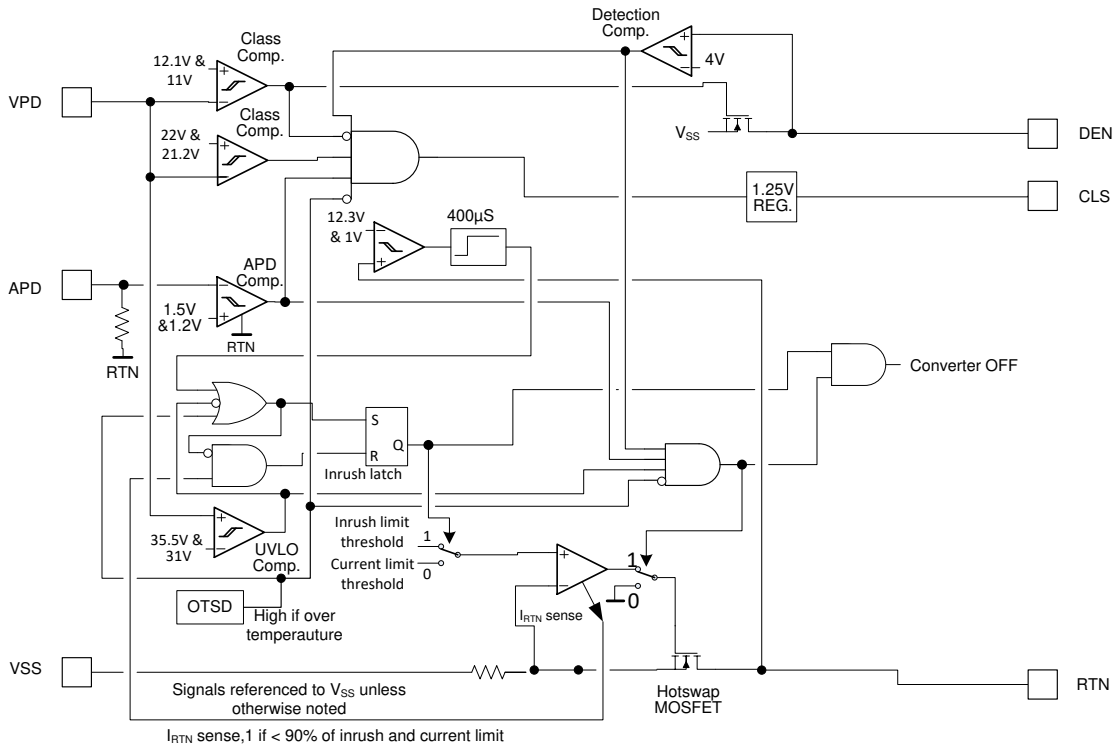 Detection
Comp.
Class
Comp.
12.1V &
11V
4V
VPD
Class
Comp.
22V &
21.2V
VSS
DEN
1.25V
REG.
CLS
12.3V
& 1V
400µS
APD
Comp.
APD
1.5V
&1.2V
RTN
RTN
Converter OFF
S
Q
R
Inrush latch
35.5V &
31V
UVLO
Comp.
Inrush limit
threshold
1
Current limit
threshold
0
1
0
OTSD
High if over
temperauture
IRTN sense
VSS
Signals referenced to VSS unless
otherwise noted
Hotswap
MOSFET
RTN
IRTN sense,1 if < 90% of inrush and current limit